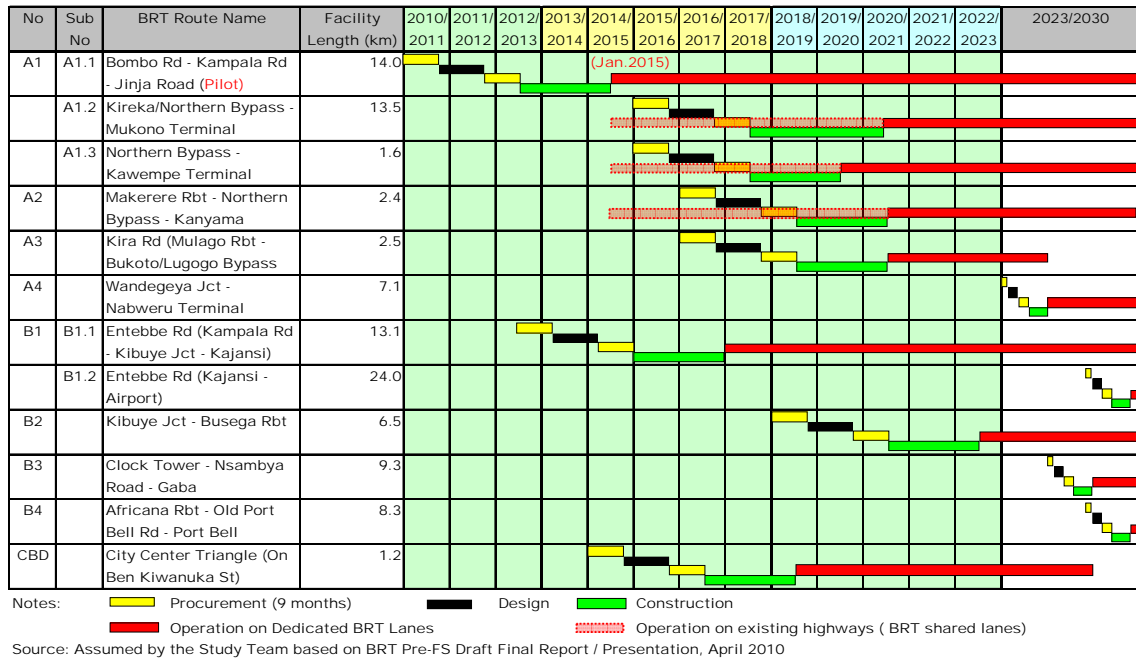 No Sub No BRT Route Name Facility Length (km) 2010/2011 2011/2012 2012/2013 2013/2014 2014/2015 2015/2016 2016/2017 2017/2018 2018/2019 2019/2020 2020/2021 2021/2022 2022/2023 2023/2030
A1 A1.1 Bombo Rd - Kampala Rd 14.0 (Jan.2015)
- Jinja Road (Pilot)
A1.2 Kireka/Northern Bypass - 13.5
Mukono Terminal
A1.3 Northern Bypass - 1.6
Kawempe Terminal
A2 Makerere Rbt - Northern 2.4
Bypass - Kanyama
A3 Kira Rd (Mulago Rbt - 2.5
Bukoto/Lugogo Bypass
A4 Wandegeya Jct - 7.1
Nabweru Terminal
B1 B1.1 Entebbe Rd (Kampala Rd 13.1
- Kibuye Jct - Kajansi)
B1.2 Entebbe Rd (Kajansi - 24.0
Airport)
B2 Kibuye Jct - Busega Rbt 6.5
B3 Clock Tower - Nsambya 9.3
Road - Gaba
B4 Africana Rbt - Old Port 8.3
Bell Rd - Port Bell
CBD City Center Triangle (On 1.2
Ben Kiwanuka St)
Notes: Procurement (9 months) Design Construction
Operation on Dedicated BRT Lanes Operation on existing highways ( BRT shared lanes)
Source: Assumed by the Study Team based on BRT Pre-FS Draft Final Report / Presentation, April 2010